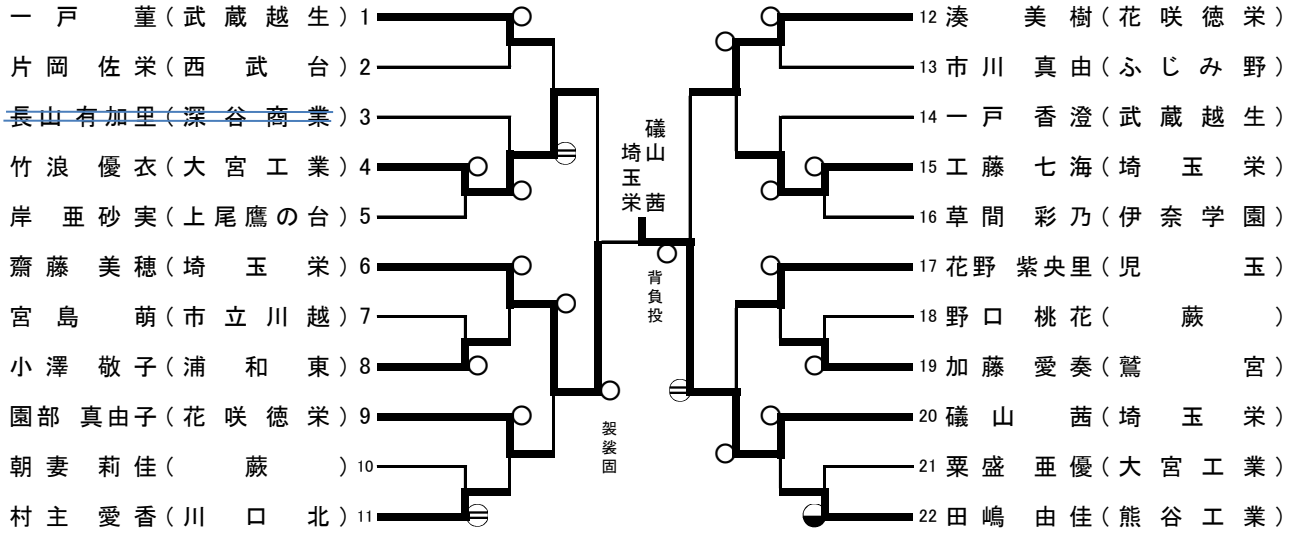 一戸 菫(武蔵越生) 1
片岡 佐栄(西武台) 2
長山 有加里(深谷商業) 3
竹浪 優衣(大宮工業) 4
岸 亜砂実(上尾鷹の台) 5
齋藤 美穂(埼玉栄) 6
宮島 萌(市立川越) 7
小澤 敬子(浦和東) 8
園部 真由子(花咲徳栄) 9
朝妻 莉佳(蕨) 10
村主 愛香(川口北) 11
礒山 茜
埼玉栄
背負投
袈裟固
12 湊 美樹(花咲徳栄)
13 市川 真由(ふじみ野)
14 一戸 香澄(武蔵越生)
15 工藤 七海(埼玉栄)
16 草間 彩乃(伊奈学園)
17 花野 紫央里(児玉)
18 野口 桃花(蕨)
19 加藤 愛奏(鷲宮)
20 礒山 茜(埼玉栄)
21 粟盛 亜優(大宮工業)
22 田嶋 由佳(熊谷工業)